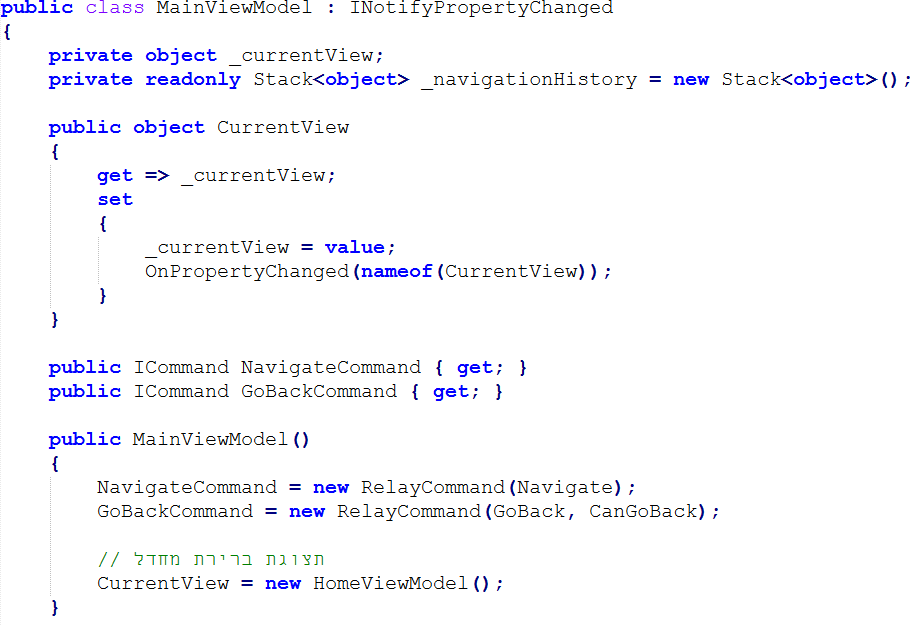 public class MainViewModel : INotifyPropertyChanged
{
    private object _currentView;
    private readonly Stack<object> _navigationHistory = new Stack<object>();

    public object CurrentView
    {
        get => _currentView;
        set
        {
            _currentView = value;
            OnPropertyChanged(nameof(CurrentView));
        }
    }

    public ICommand NavigateCommand { get; }
    public ICommand GoBackCommand { get; }

    public MainViewModel()
    {
        NavigateCommand = new RelayCommand(Navigate);
        GoBackCommand = new RelayCommand(GoBack, CanGoBack);

        // תצוגת ברירת מחדל
        CurrentView = new HomeViewModel();
    }